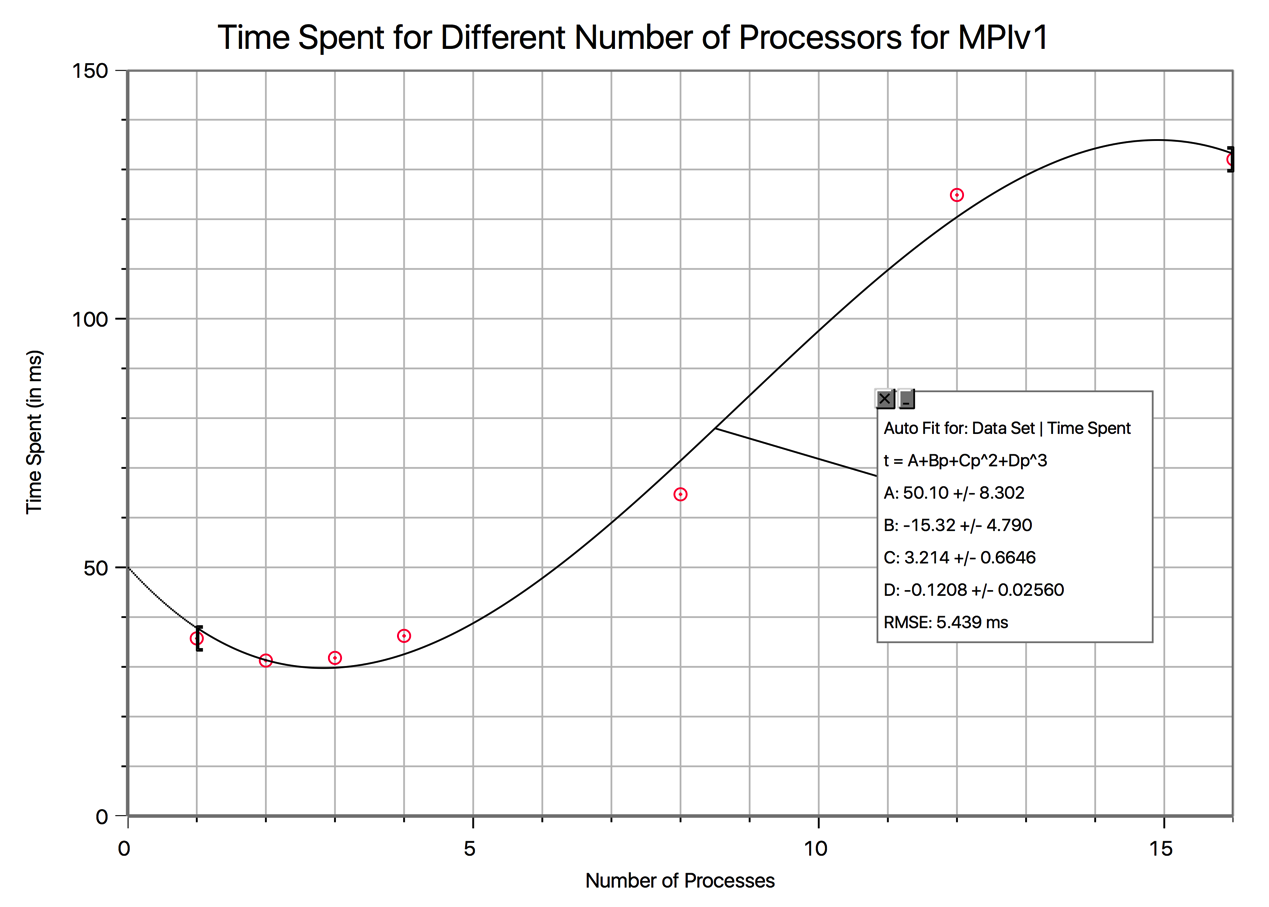 Time Spent for Different Number of Processors for MPIv1
150
100
50
0
Time Spent (in ms)
Auto Fit for: Data Set | Time Spent
t = A+Bp+Cp^2+Dp^3
A: 50.10 +/- 8.302
B: -15.32 +/- 4.790
C: 3.214 +/- 0.6646
D: -0.1208 +/- 0.02560
RMSE: 5.439 ms
0 5 10 15
Number of Processes